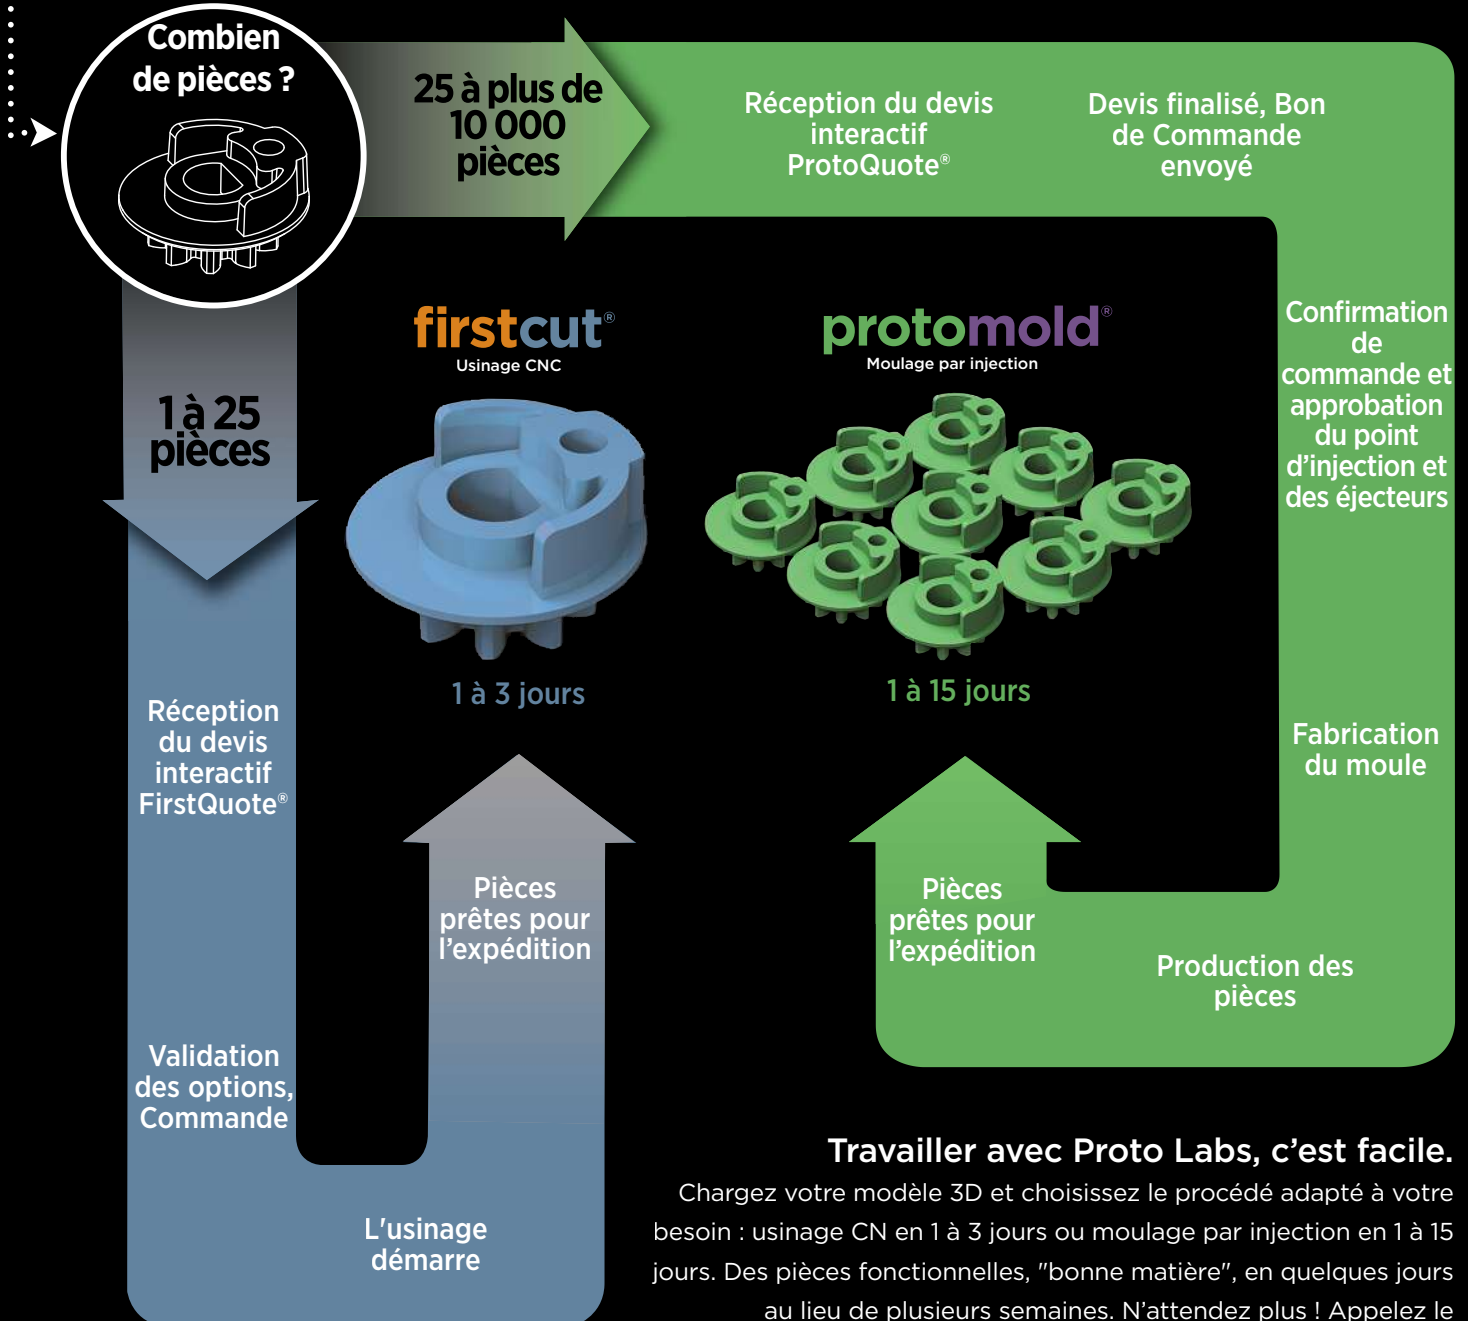 Combien
de pièces ?
25 à plus de
10 000
pièces
Réception du devis
interactif
ProtoQuote®
Devis finalisé, Bon
de Commande
envoyé
Confirmation
de
commande et
approbation
du point
d’injection et
des éjecteurs
Fabrication
du moule
Production des
pièces
Pièces
prêtes pour
l’expédition
protomold®
Moulage par injection
1 à 15 jours
1 à 25
pièces
Réception
du devis
interactif
FirstQuote®
Validation
des options,
Commande
L'usinage
démarre
Pièces
prêtes pour
l’expédition
firstcut®
Usinage CNC
1 à 3 jours
Travailler avec Proto Labs, c’est facile.
Chargez votre modèle 3D et choisissez le procédé adapté à votre
besoin : usinage CN en 1 à 3 jours ou moulage par injection en 1 à 15
jours. Des pièces fonctionnelles, "bonne matière", en quelques jours
au lieu de plusieurs semaines. N’attendez plus ! Appelez le